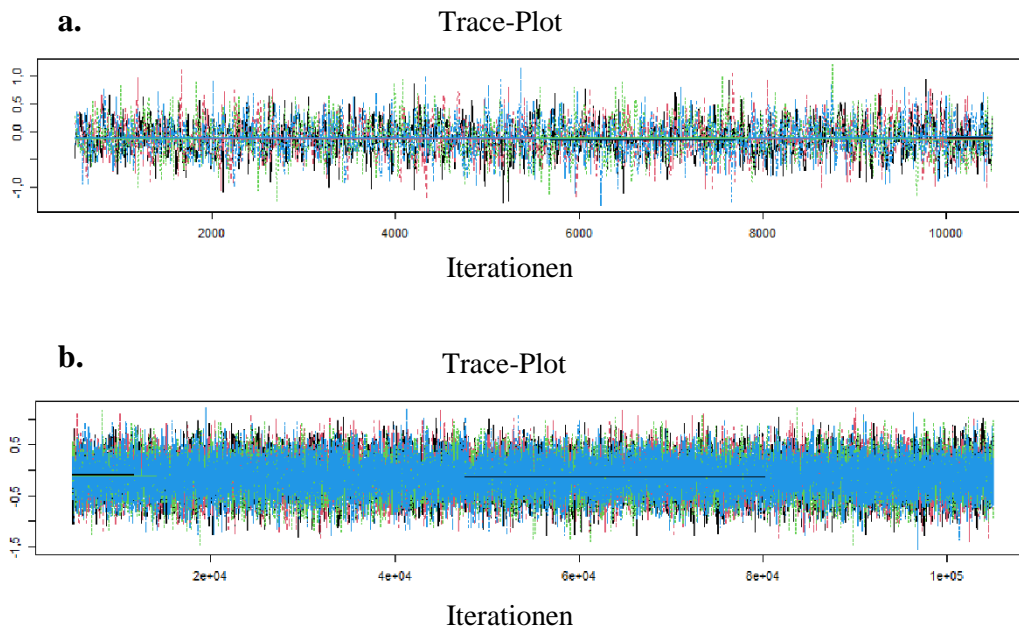 a.
Trace-Plot
1.0
0.5
0.0
-1.0
2000 4000 6000 8000 10000
Iterationen
b.
Trace-Plot
0.5
-0.5
-1.5
2e+04 4e+04 6e+04 8e+04 1e+05
Iterationen